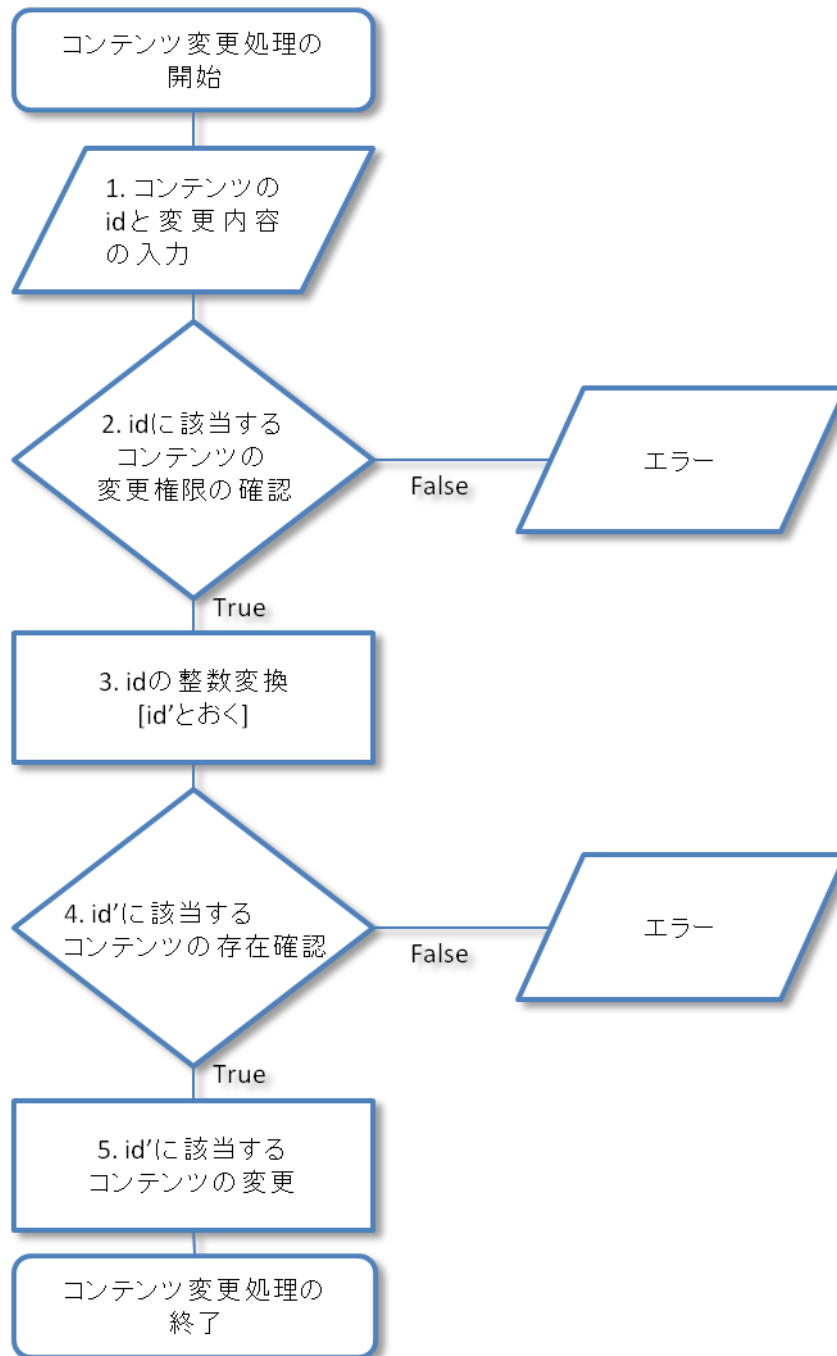 コンテンツ変更処理の
開始
1. コンテンツの
idと変更内容
の入力
2. idに該当する
コンテンツの
変更権限の確認
False
エラー
True
3. idの整数変換
[id’とおく]
4. id’に該当する
コンテンツの存在確認
False
エラー
True
5. id’に該当する
コンテンツの変更
コンテンツ変更処理の
終了